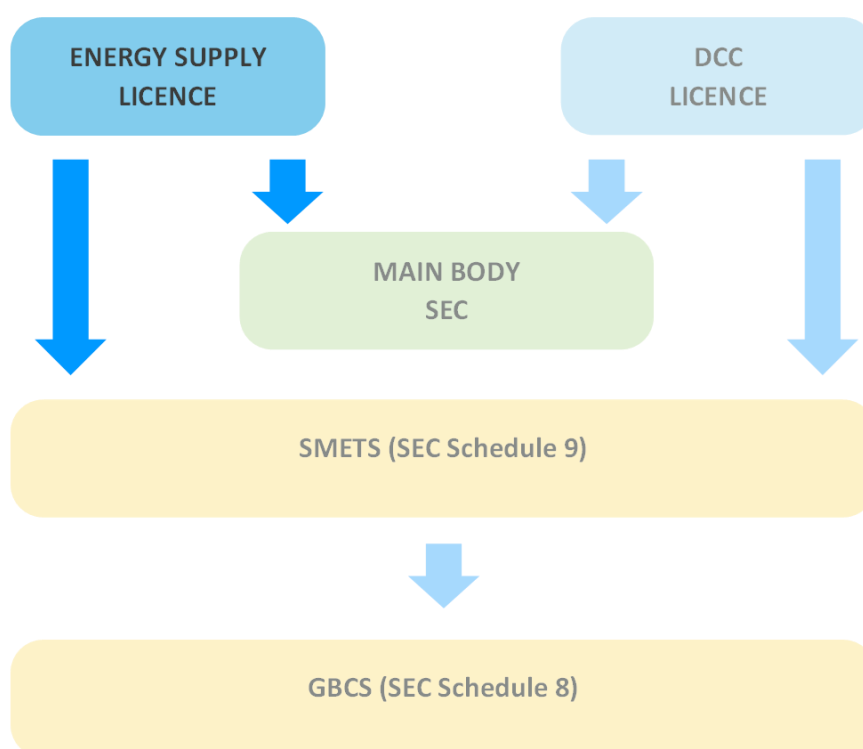 ENERGY SUPPLY
LICENCE
DCC
LICENCE
MAIN BODY
SEC
SMETS (SEC Schedule 9)
GBCS (SEC Schedule 8)